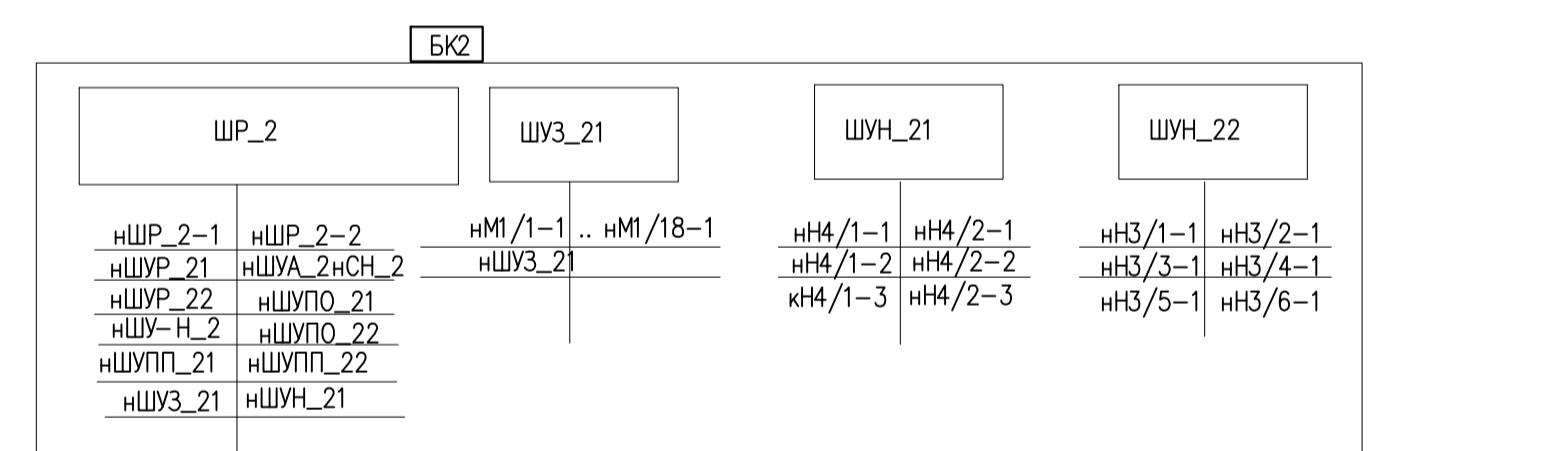 БК2
ШР_2 ШУЗ_21 ШУН_21 ШУН_22
нШР_2-1 нШР_2-2 нМ1/1-1 .. нМ1/18-1 нН4/1-1 нН4/2-1 нН3/1-1 нН3/2-1
нШУР_21 нШУА_2нСН_2 нШУЗ_21 нН4/1-2 нН4/2-2 нН3/3-1 нН3/4-1
нШУР_22 нШУПО_21 кН4/1-3 нН4/2-3 нН3/5-1 нН3/6-1
нШУ-Н_2 нШУПО_22
нШУПП_21 нШУПП_22
нШУЗ_21 нШУН_21